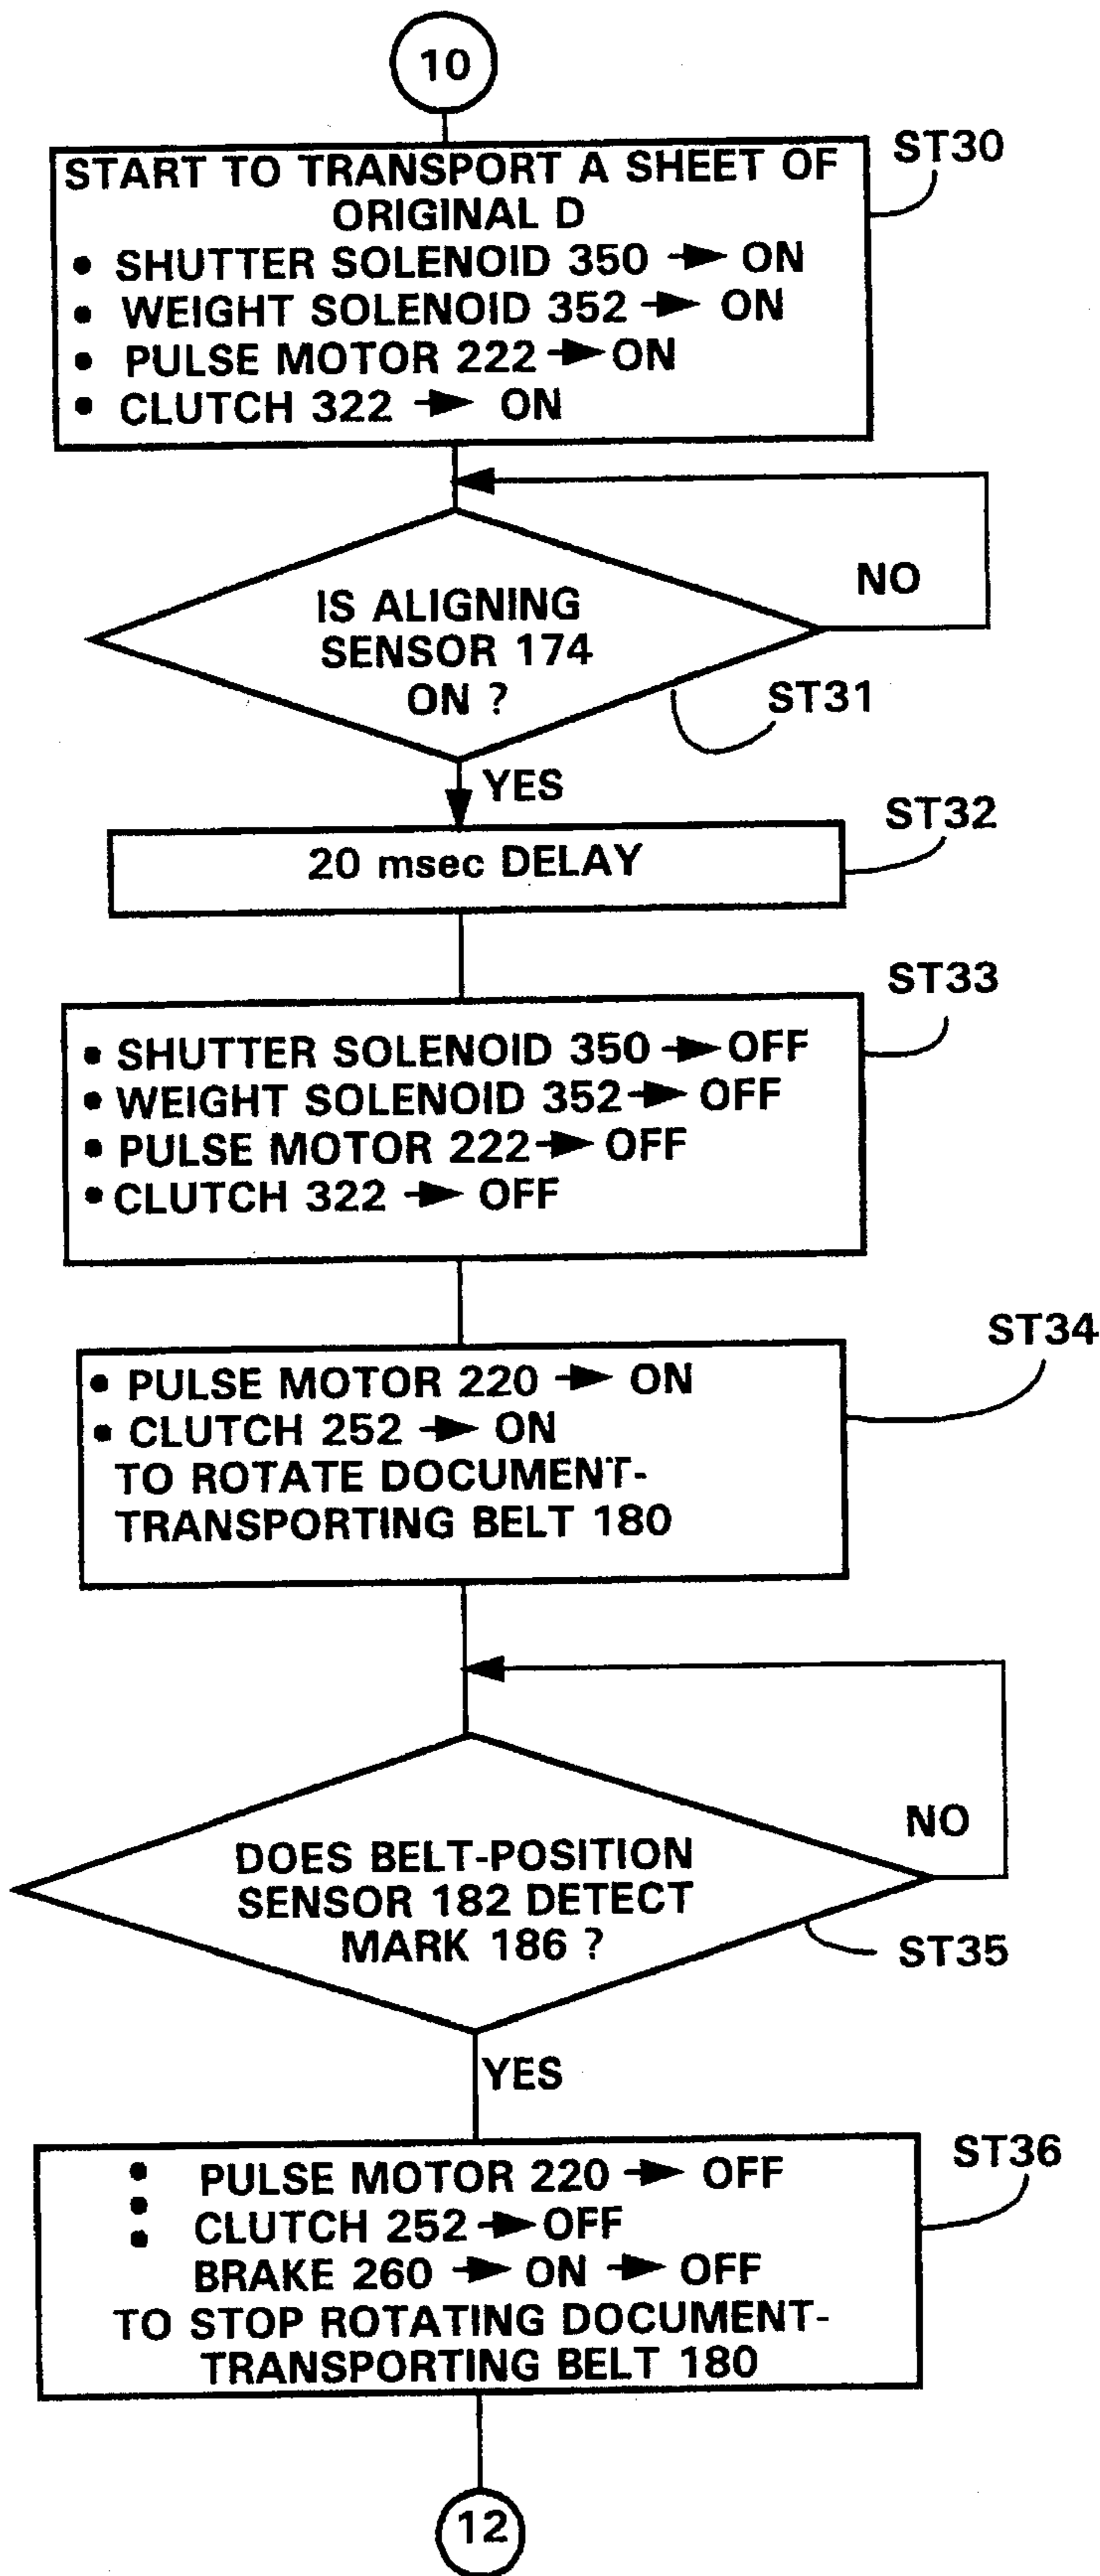 10
START TO TRANSPORT A SHEET OF
ORIGINAL D
• SHUTTER SOLENOID 350 → ON
• WEIGHT SOLENOID 352 → ON
• PULSE MOTOR 222 → ON
• CLUTCH 322 → ON
ST30
NO
IS ALIGNING
SENSOR 174
ON ?
ST31
YES
ST32
20 msec DELAY
ST33
• SHUTTER SOLENOID 350 → OFF
• WEIGHT SOLENOID 352 → OFF
• PULSE MOTOR 222 → OFF
• CLUTCH 322 → OFF
ST34
• PULSE MOTOR 220 → ON
• CLUTCH 252 → ON
TO ROTATE DOCUMENT-
TRANSPORTING BELT 180
NO
DOES BELT-POSITION
SENSOR 182 DETECT
MARK 186 ?
ST35
YES
ST36
• PULSE MOTOR 220 → OFF
• CLUTCH 252 → OFF
• BRAKE 260 → ON → OFF
TO STOP ROTATING DOCUMENT-
TRANSPORTING BELT 180
12